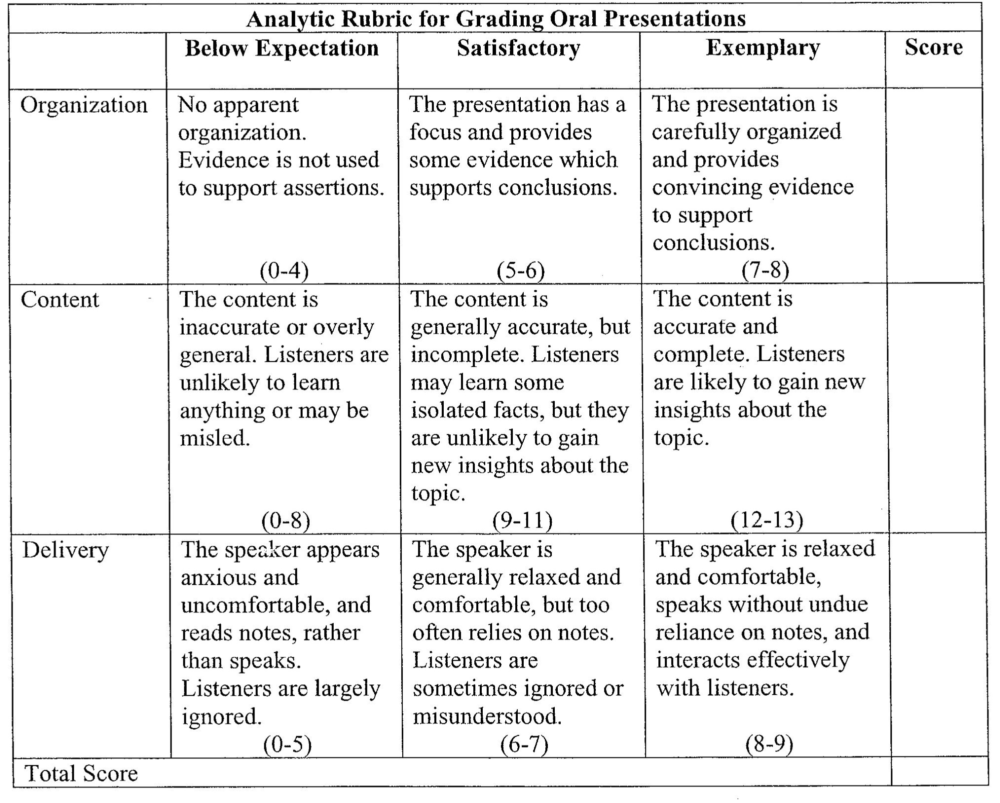 Analytic Rubric for Grading Oral Presentations
Below Expectation Satisfactory Exemplary Score
Organization
No apparent
organization.
Evidence is not used
to support assertions.
(0-4)
The presentation has a
focus and provides
some evidence which
supports conclusions.
(5-6)
The presentation is
carefully organized
and provides
convincing evidence
to support
conclusions.
(7-8)
Content
The content is
inaccurate or overly
general. Listeners are
unlikely to learn
anything or may be
misled.
(0-8)
The content is
generally accurate, but
incomplete. Listeners
may learn some
isolated facts, but they
are unlikely to gain
new insights about the
topic.
(9-11)
The content is
accurate and
complete. Listeners
are likely to gain new
insights about the
topic.
(12-13)
Delivery
The speaker appears
anxious and
uncomfortable, and
reads notes, rather
than speaks.
Listeners are largely
ignored.
(0-5)
The speaker is
generally relaxed and
comfortable, but too
often relies on notes.
Listeners are
sometimes ignored or
misunderstood.
(6-7)
The speaker is relaxed
and comfortable,
speaks without undue
reliance on notes, and
interacts effectively
with listeners.
(8-9)
Total Score